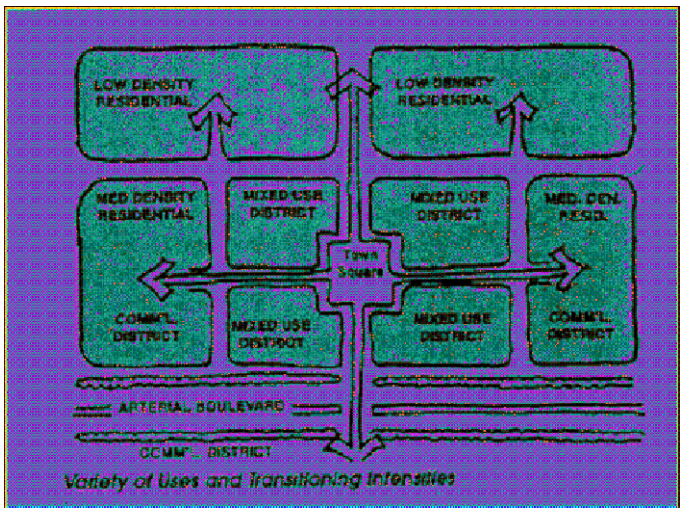 LOW DENSITY
RESIDENTIAL
LOW DENSITY
RESIDENTIAL
MED DENSITY
RESIDENTIAL
MIXED USE
DISTRICT
MIXED USE
DISTRICT
MED. DEN.
RESID.
Town
Square
COMM'L.
DISTRICT
MIXED USE
DISTRICT
MIXED USE
DISTRICT
COMM'L.
DISTRICT
ARTERIAL BOULEVARD
COMM'L. DISTRICT
Variety of Uses and Transitioning Intensities